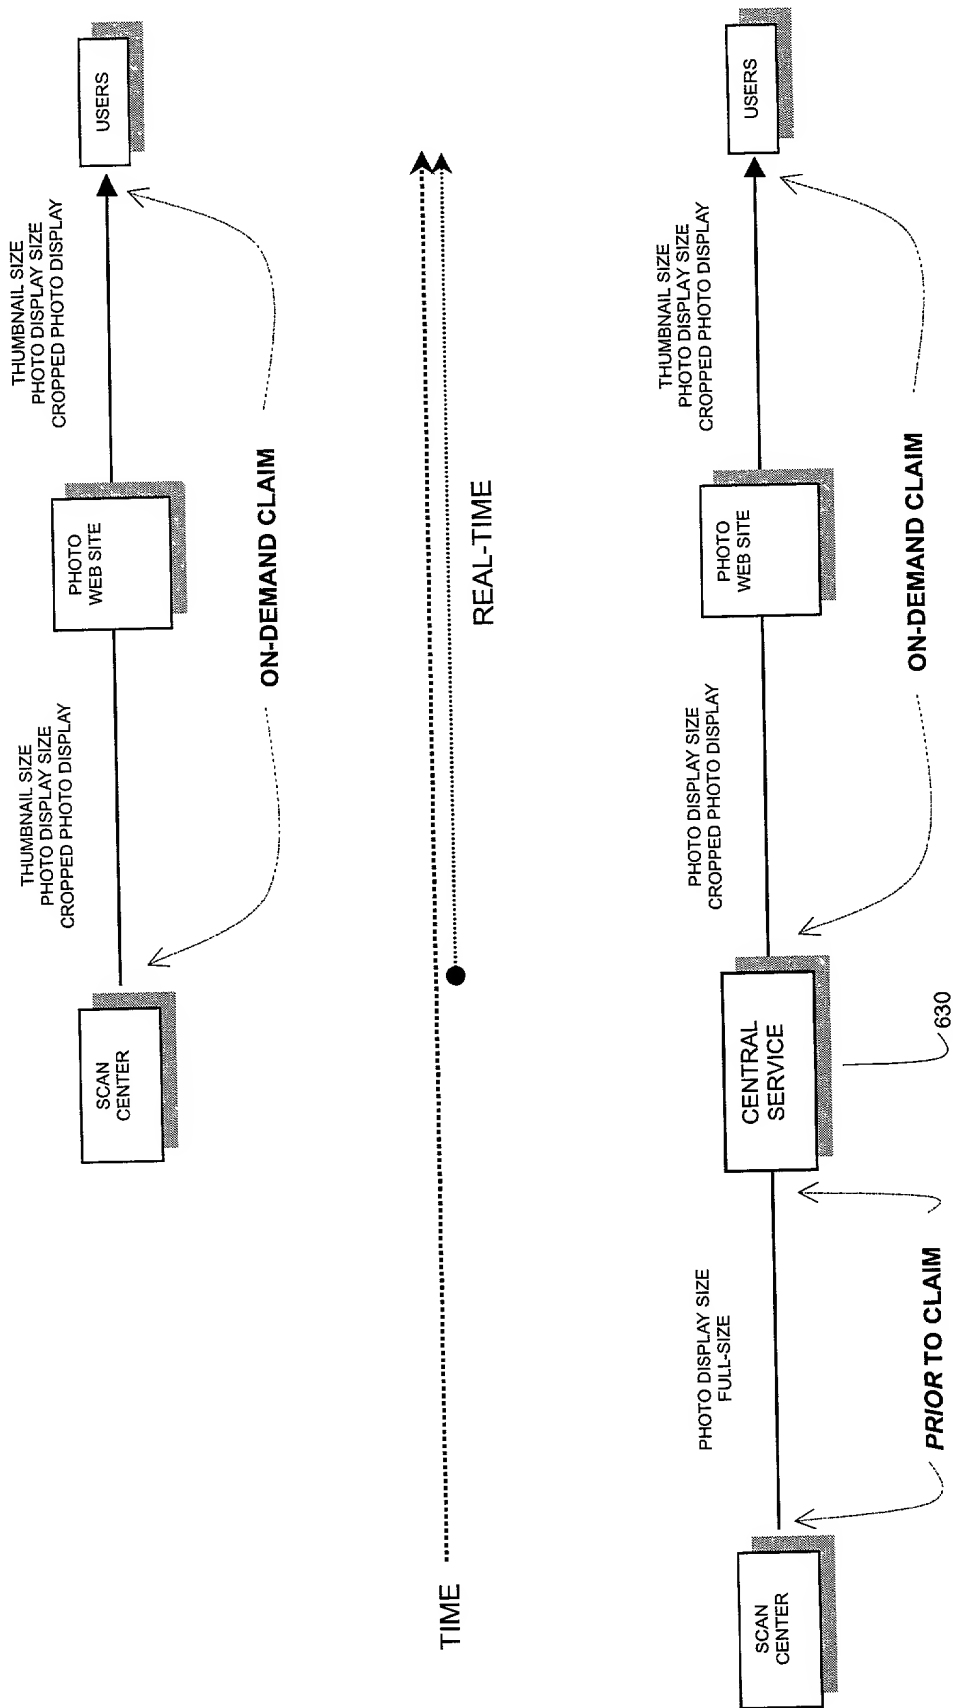 SCAN
CENTER
THUMBNAIL SIZE
PHOTO DISPLAY SIZE
CROPPED PHOTO DISPLAY
PHOTO
WEB SITE
THUMBNAIL SIZE
PHOTO DISPLAY SIZE
CROPPED PHOTO DISPLAY
USERS
ON-DEMAND CLAIM
TIME
REAL-TIME
SCAN
CENTER
PHOTO DISPLAY SIZE
FULL-SIZE
CENTRAL
SERVICE
PHOTO DISPLAY SIZE
CROPPED PHOTO DISPLAY
PHOTO
WEB SITE
THUMBNAIL SIZE
PHOTO DISPLAY SIZE
CROPPED PHOTO DISPLAY
USERS
PRIOR TO CLAIM
630
ON-DEMAND CLAIM